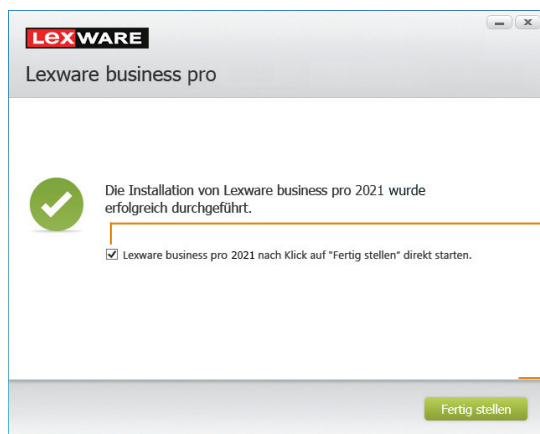 LEXWARE
Lexware business pro
Die Installation von Lexware business pro 2021 wurde
erfolgreich durchgeführt.
Lexware business pro 2021 nach Klick auf "Fertig stellen" direkt starten.
Fertig stellen